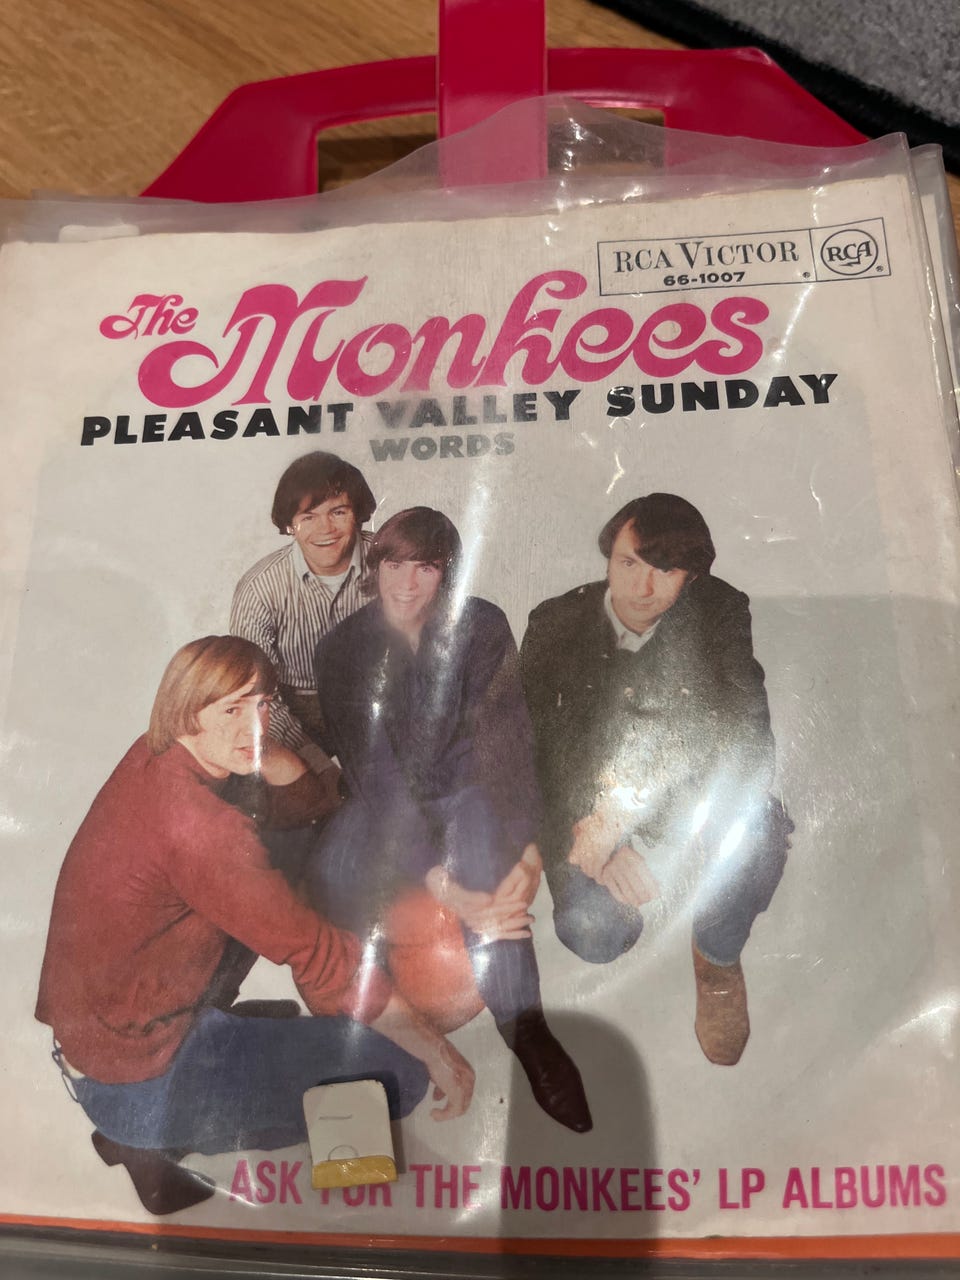 RCA VICTOR
66-1007
RCA
The Monkees
PLEASANT VALLEY SUNDAY
WORDS
ASK FOR THE MONKEES' LP ALBUMS